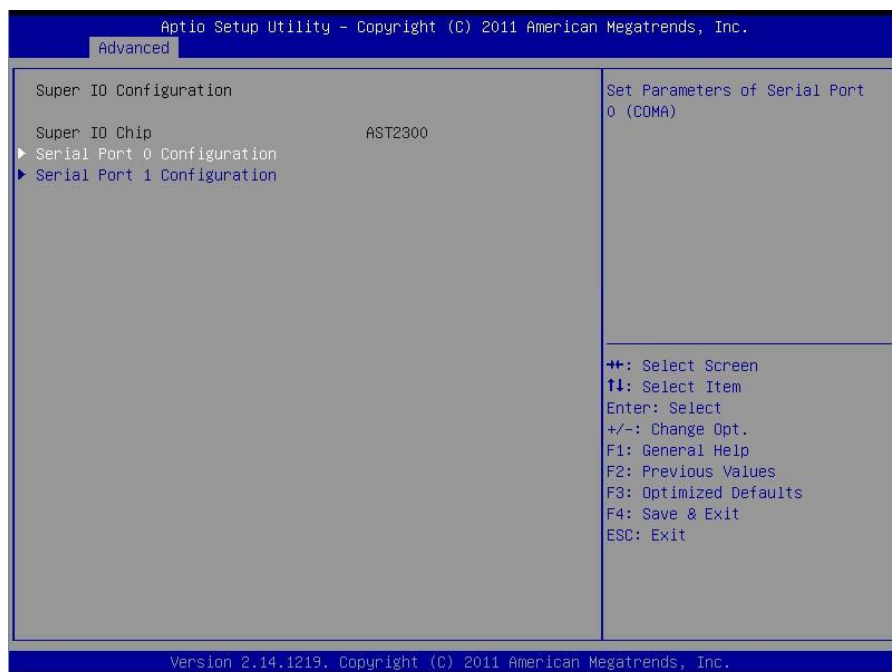 Aptio Setup Utility – Copyright (C) 2011 American Megatrends, Inc.
Advanced
Super IO Configuration
Super IO Chip AST2300
Serial Port 0 Configuration
Serial Port 1 Configuration
Set Parameters of Serial Port
0 (COMA)
→←: Select Screen
↑↓: Select Item
Enter: Select
+/-: Change Opt.
F1: General Help
F2: Previous Values
F3: Optimized Defaults
F4: Save & Exit
ESC: Exit
Version 2.14.1219. Copyright (C) 2011 American Megatrends, Inc.